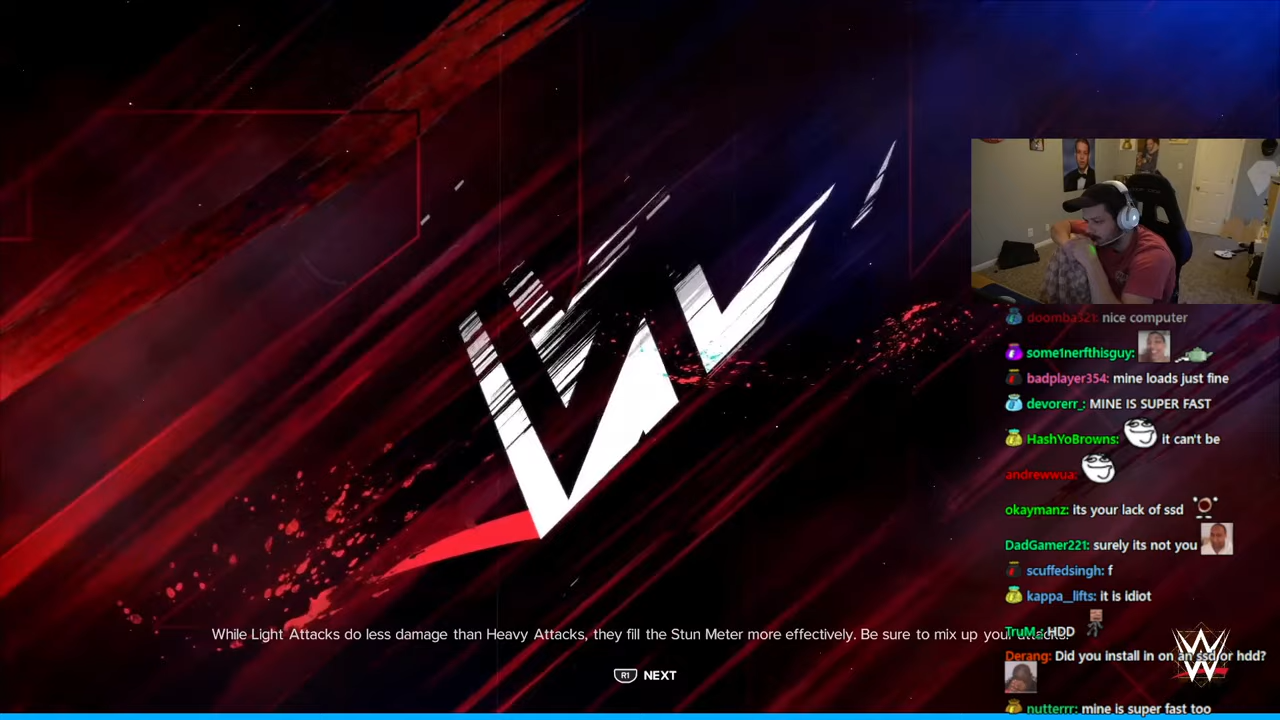 doomba321: nice computer
some1nerfthisguy:
badplayer354: mine loads just fine
devorerr_: MINE IS SUPER FAST
HashYoBrowns: it can't be
andrewwua:
okaymanz: its your lack of ssd
DadGamer221: surely its not you
scuffedsingh: f
kappa__lifts: it is idiot
TruM_: HDD
Derang: Did you install in on an ssd or hdd?
nutterrr: mine is super fast too
While Light Attacks do less damage than Heavy Attacks, they fill the Stun Meter more effectively. Be sure to mix up your attacks.
R1 NEXT